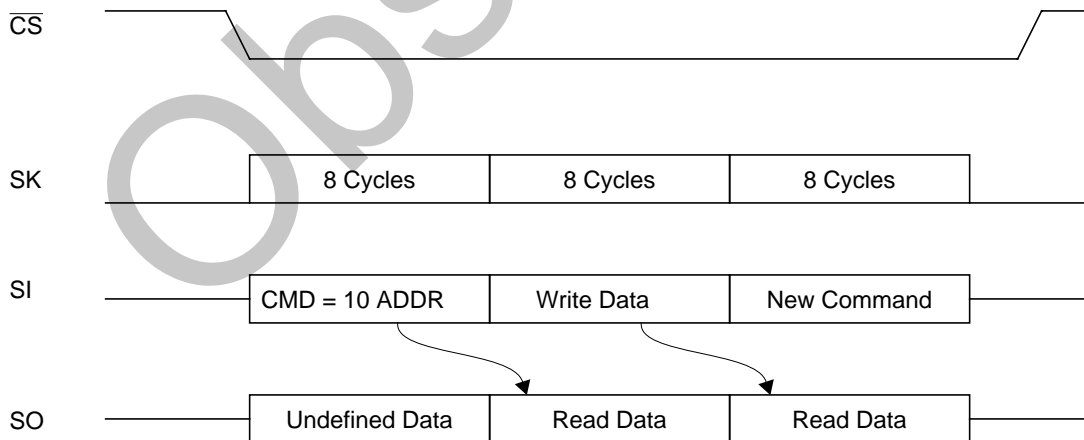 CS
SK 8 Cycles 8 Cycles 8 Cycles
SI CMD = 10 ADDR Write Data New Command
SO Undefined Data Read Data Read Data
Obs